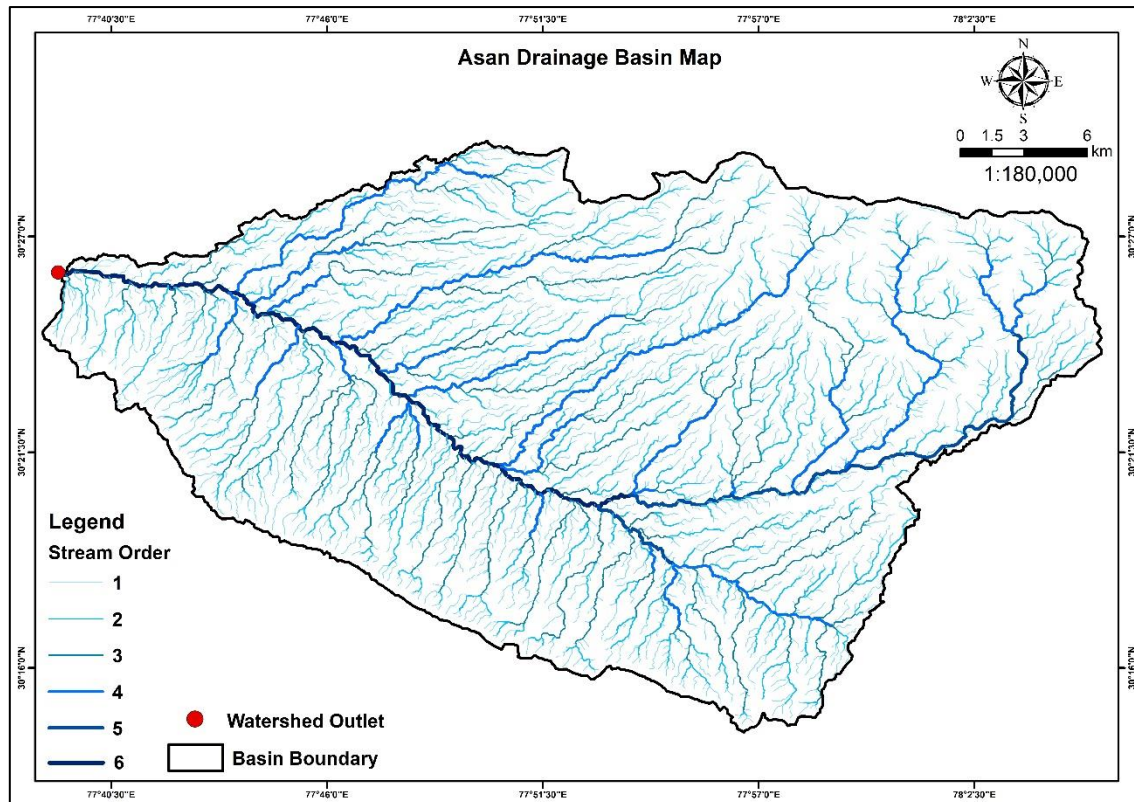 77°40'30"E 77°46'0"E 77°51'30"E 77°57'0"E 78°2'30"E
Asan Drainage Basin Map
N
W E
S
0 1.5 3 6
km
1:180,000
30°27'0"N 30°27'0"N
30°21'30"N 30°21'30"N
30°16'0"N 30°16'0"N
Legend
Stream Order
1
2
3
4
5
6
Watershed Outlet
Basin Boundary
77°40'30"E 77°46'0"E 77°51'30"E 77°57'0"E 78°2'30"E